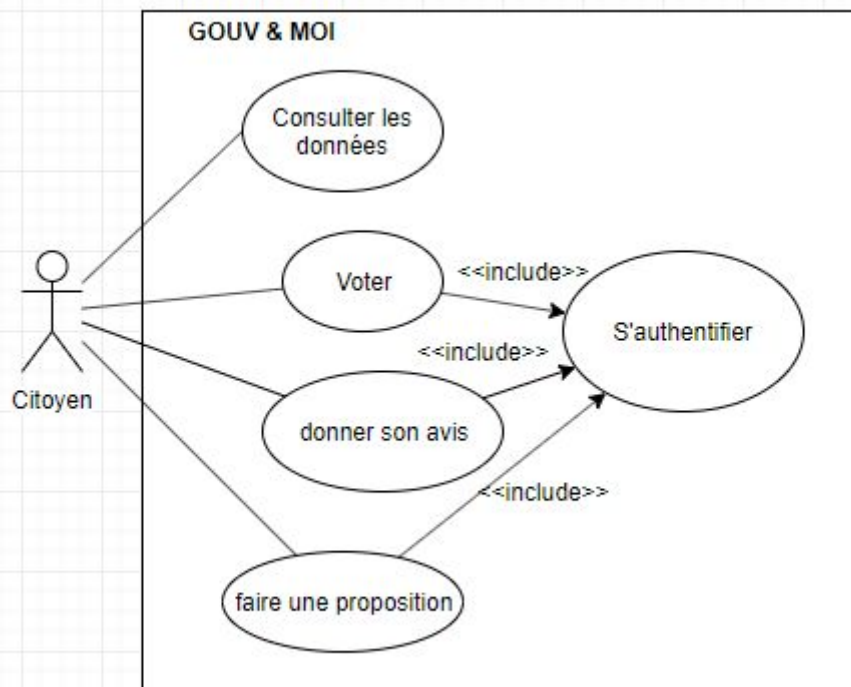 GOUV & MOI
Consulter les
données
Voter
<<include>>
S'authentifier
<<include>>
Citoyen
donner son avis
<<include>>
faire une proposition